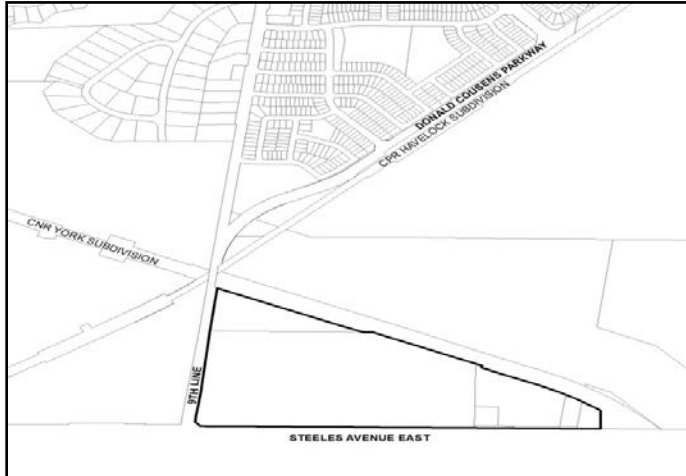 DONALD COUSENS PARKWAY
CPR HAVELOCK SUBDIVISION
CNR YORK SUBDIVISION
9TH LINE
STEELES AVENUE EAST